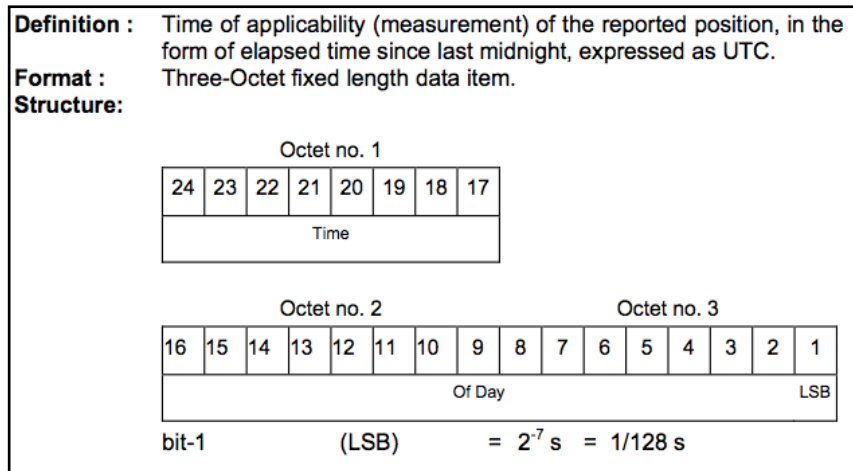 Definition : Time of applicability (measurement) of the reported position, in the
form of elapsed time since last midnight, expressed as UTC.
Format : Three-Octet fixed length data item.
Structure:
Octet no. 1
24 23 22 21 20 19 18 17
Time
Octet no. 2 Octet no. 3
16 15 14 13 12 11 10 9 8 7 6 5 4 3 2 1
Of Day LSB
bit-1 (LSB) = 2⁻⁷ s = 1/128 s